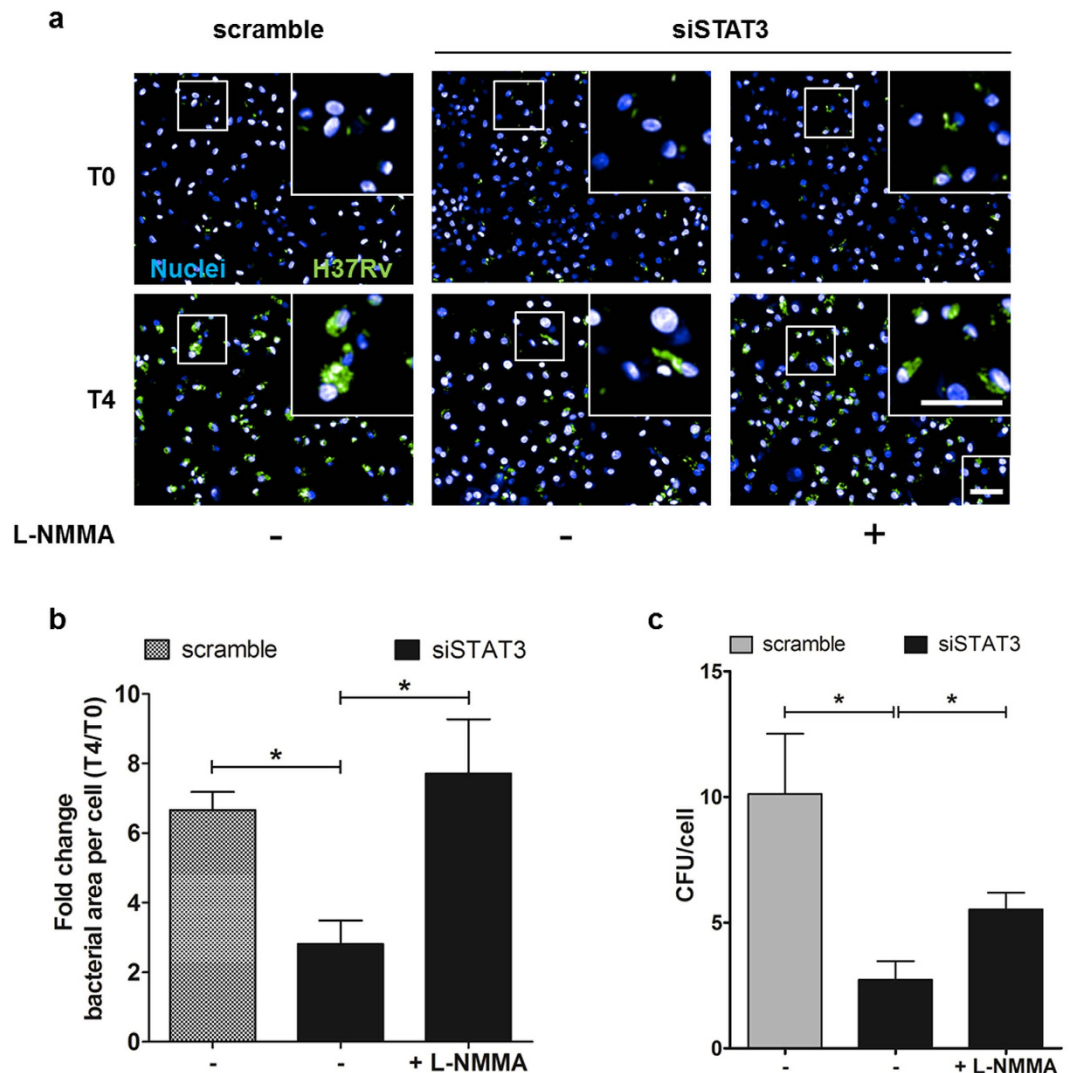 a
scramble
siSTAT3
T0
Nuclei
H37Rv
T4
L-NMMA
-
-
+
b
scramble
siSTAT3
Fold change
bacterial area per cell (T4/T0)
10
8
6
4
2
0
*
*
-
-
+ L-NMMA
c
scramble
siSTAT3
CFU/cell
15
10
5
0
*
*
-
-
+ L-NMMA